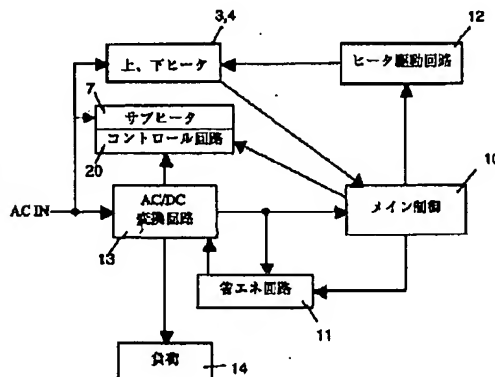 3,4
12
上、下ヒータ
ヒータ駆動回路
7
サブヒータ
コントロール回路
20
10
AC IN
AC/DC
変換回路
メイン制御
13
省エネ回路
11
負荷
14